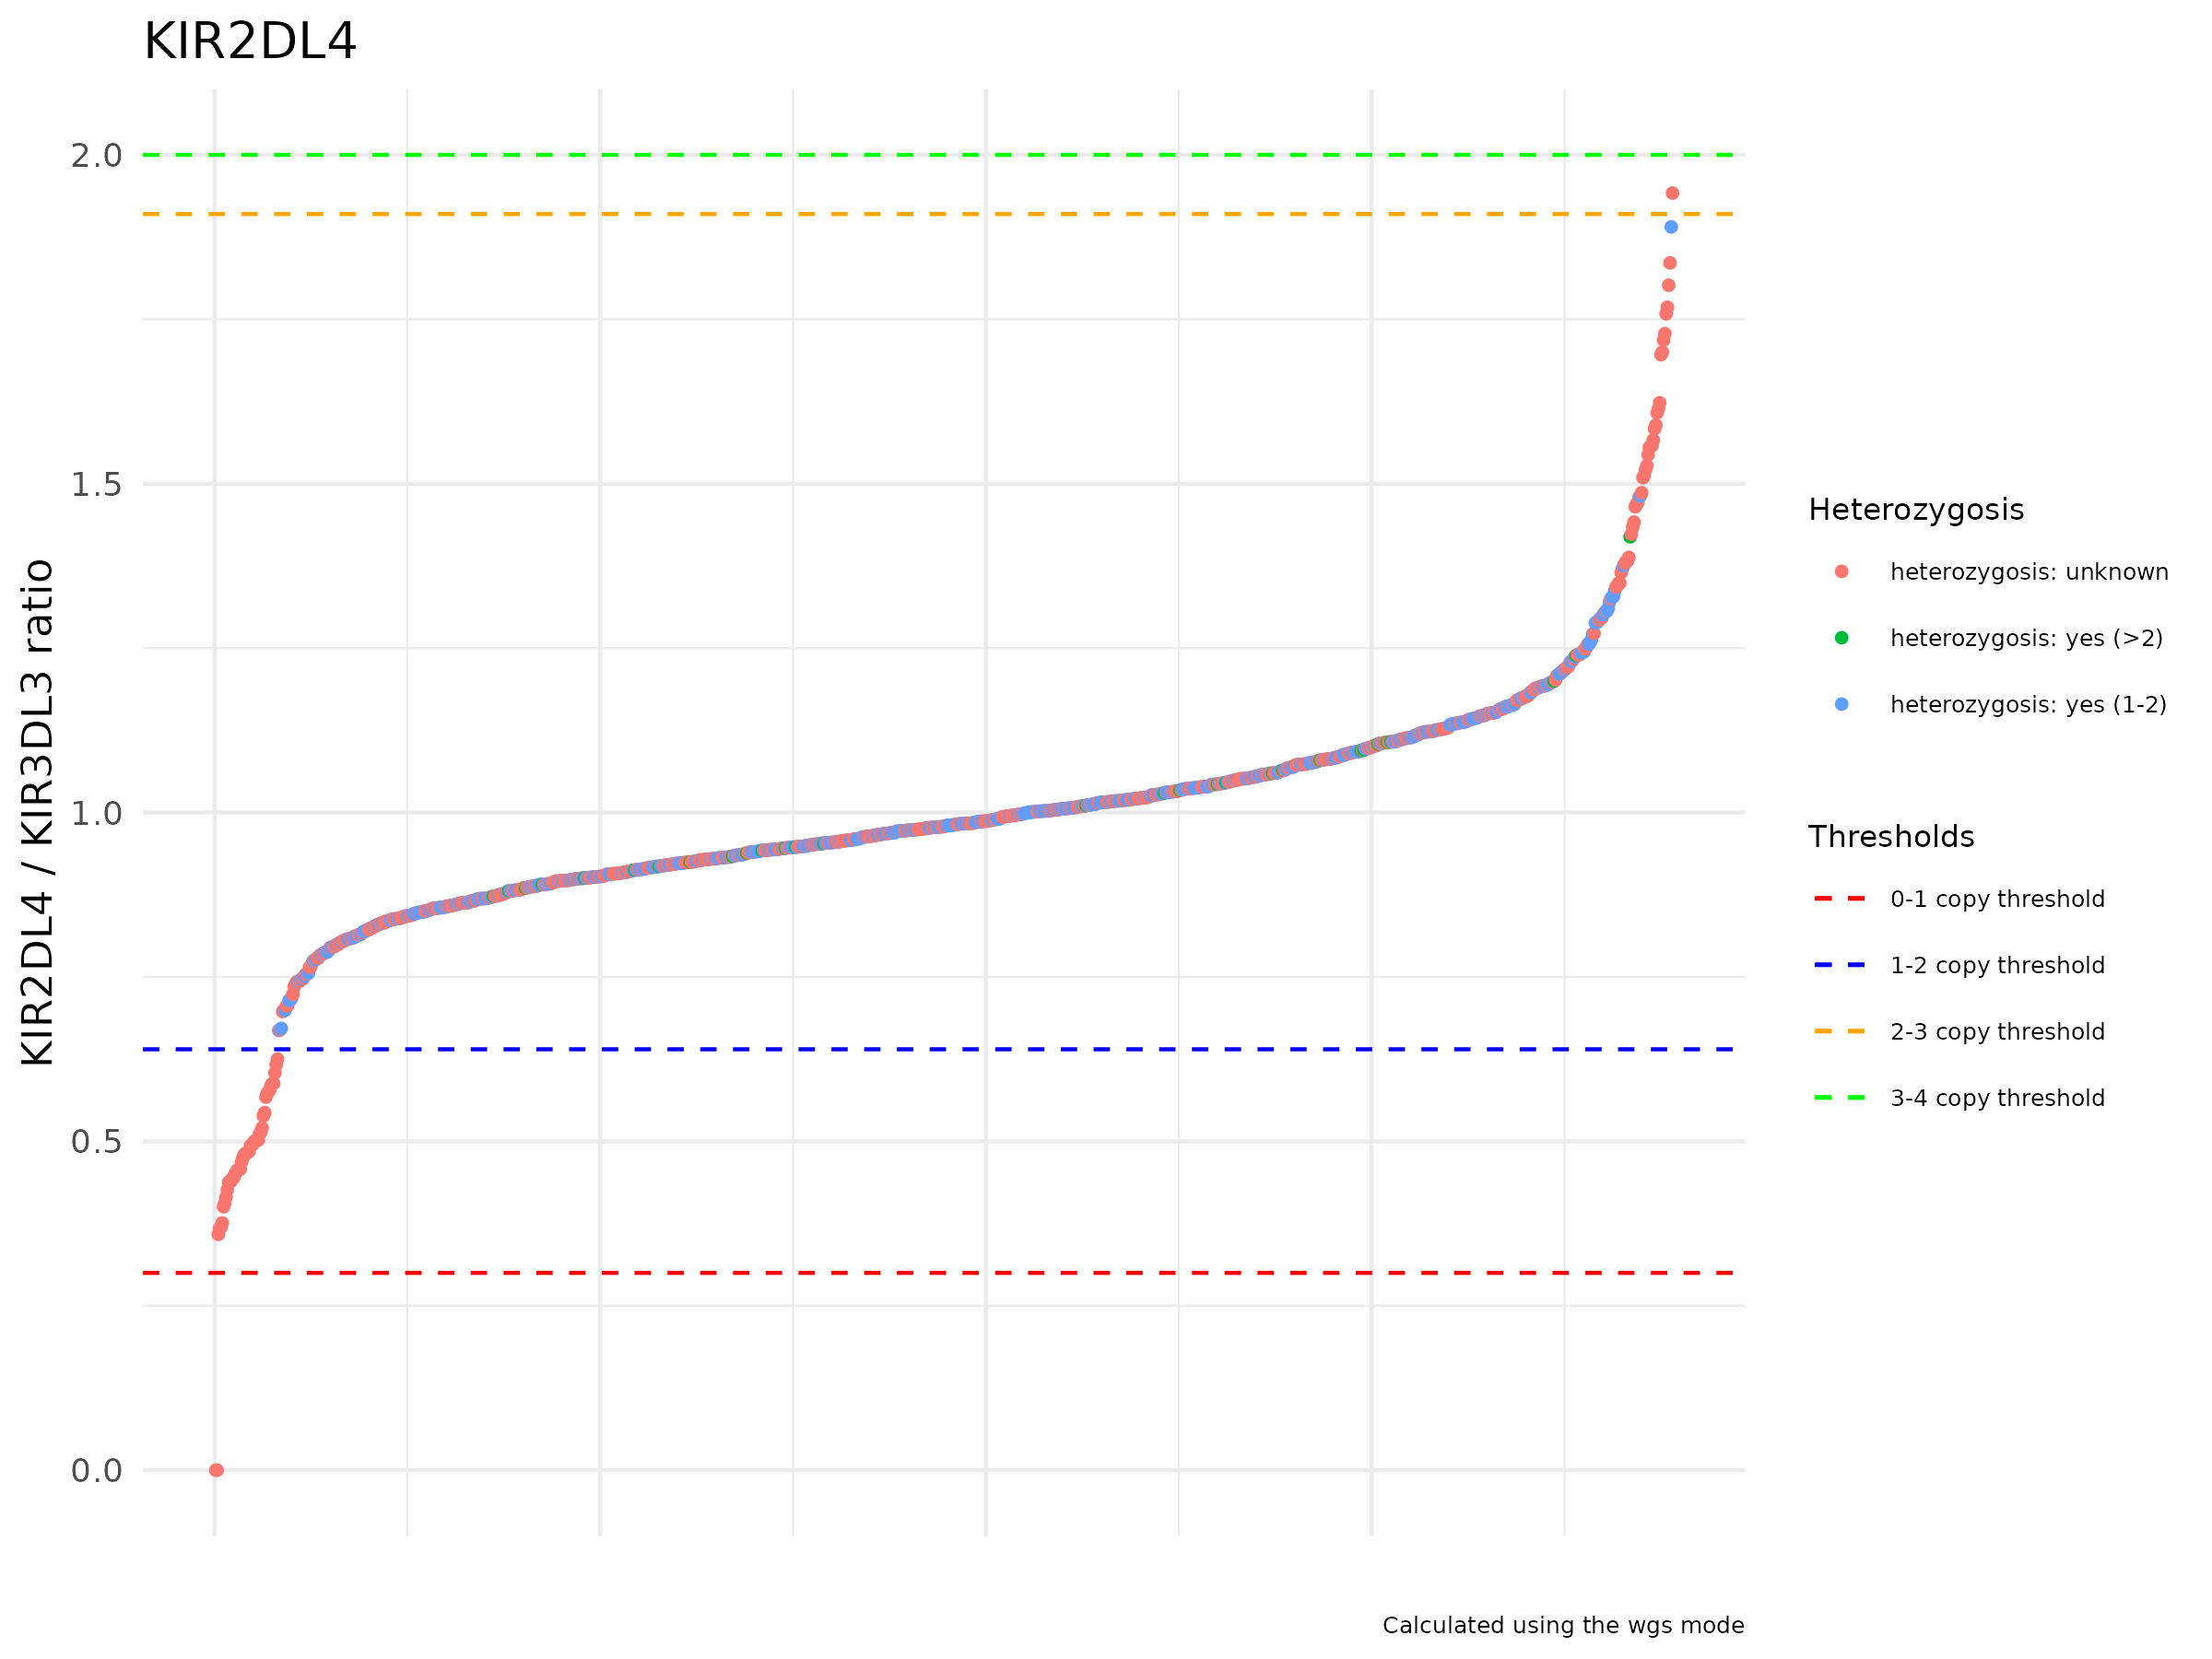 KIR2DL4
KIR2DL4 / KIR3DL3 ratio
2.0
1.5
1.0
0.5
0.0
Heterozygosis
heterozygosis: unknown
heterozygosis: yes (>2)
heterozygosis: yes (1-2)
Thresholds
0-1 copy threshold
1-2 copy threshold
2-3 copy threshold
3-4 copy threshold
Calculated using the wgs mode